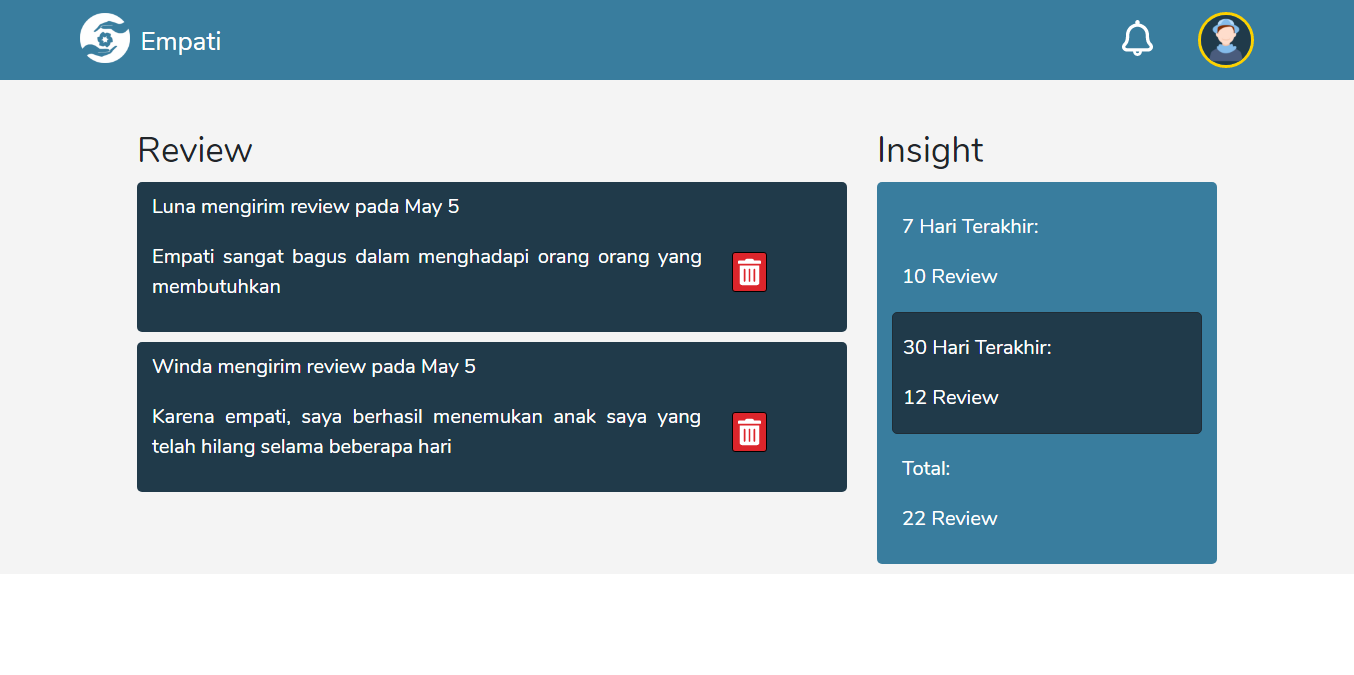 Empati
Review
Luna mengirim review pada May 5
Empati sangat bagus dalam menghadapi orang orang yang
membutuhkan
Winda mengirim review pada May 5
Karena empati, saya berhasil menemukan anak saya yang
telah hilang selama beberapa hari
Insight
7 Hari Terakhir:
10 Review
30 Hari Terakhir:
12 Review
Total:
22 Review